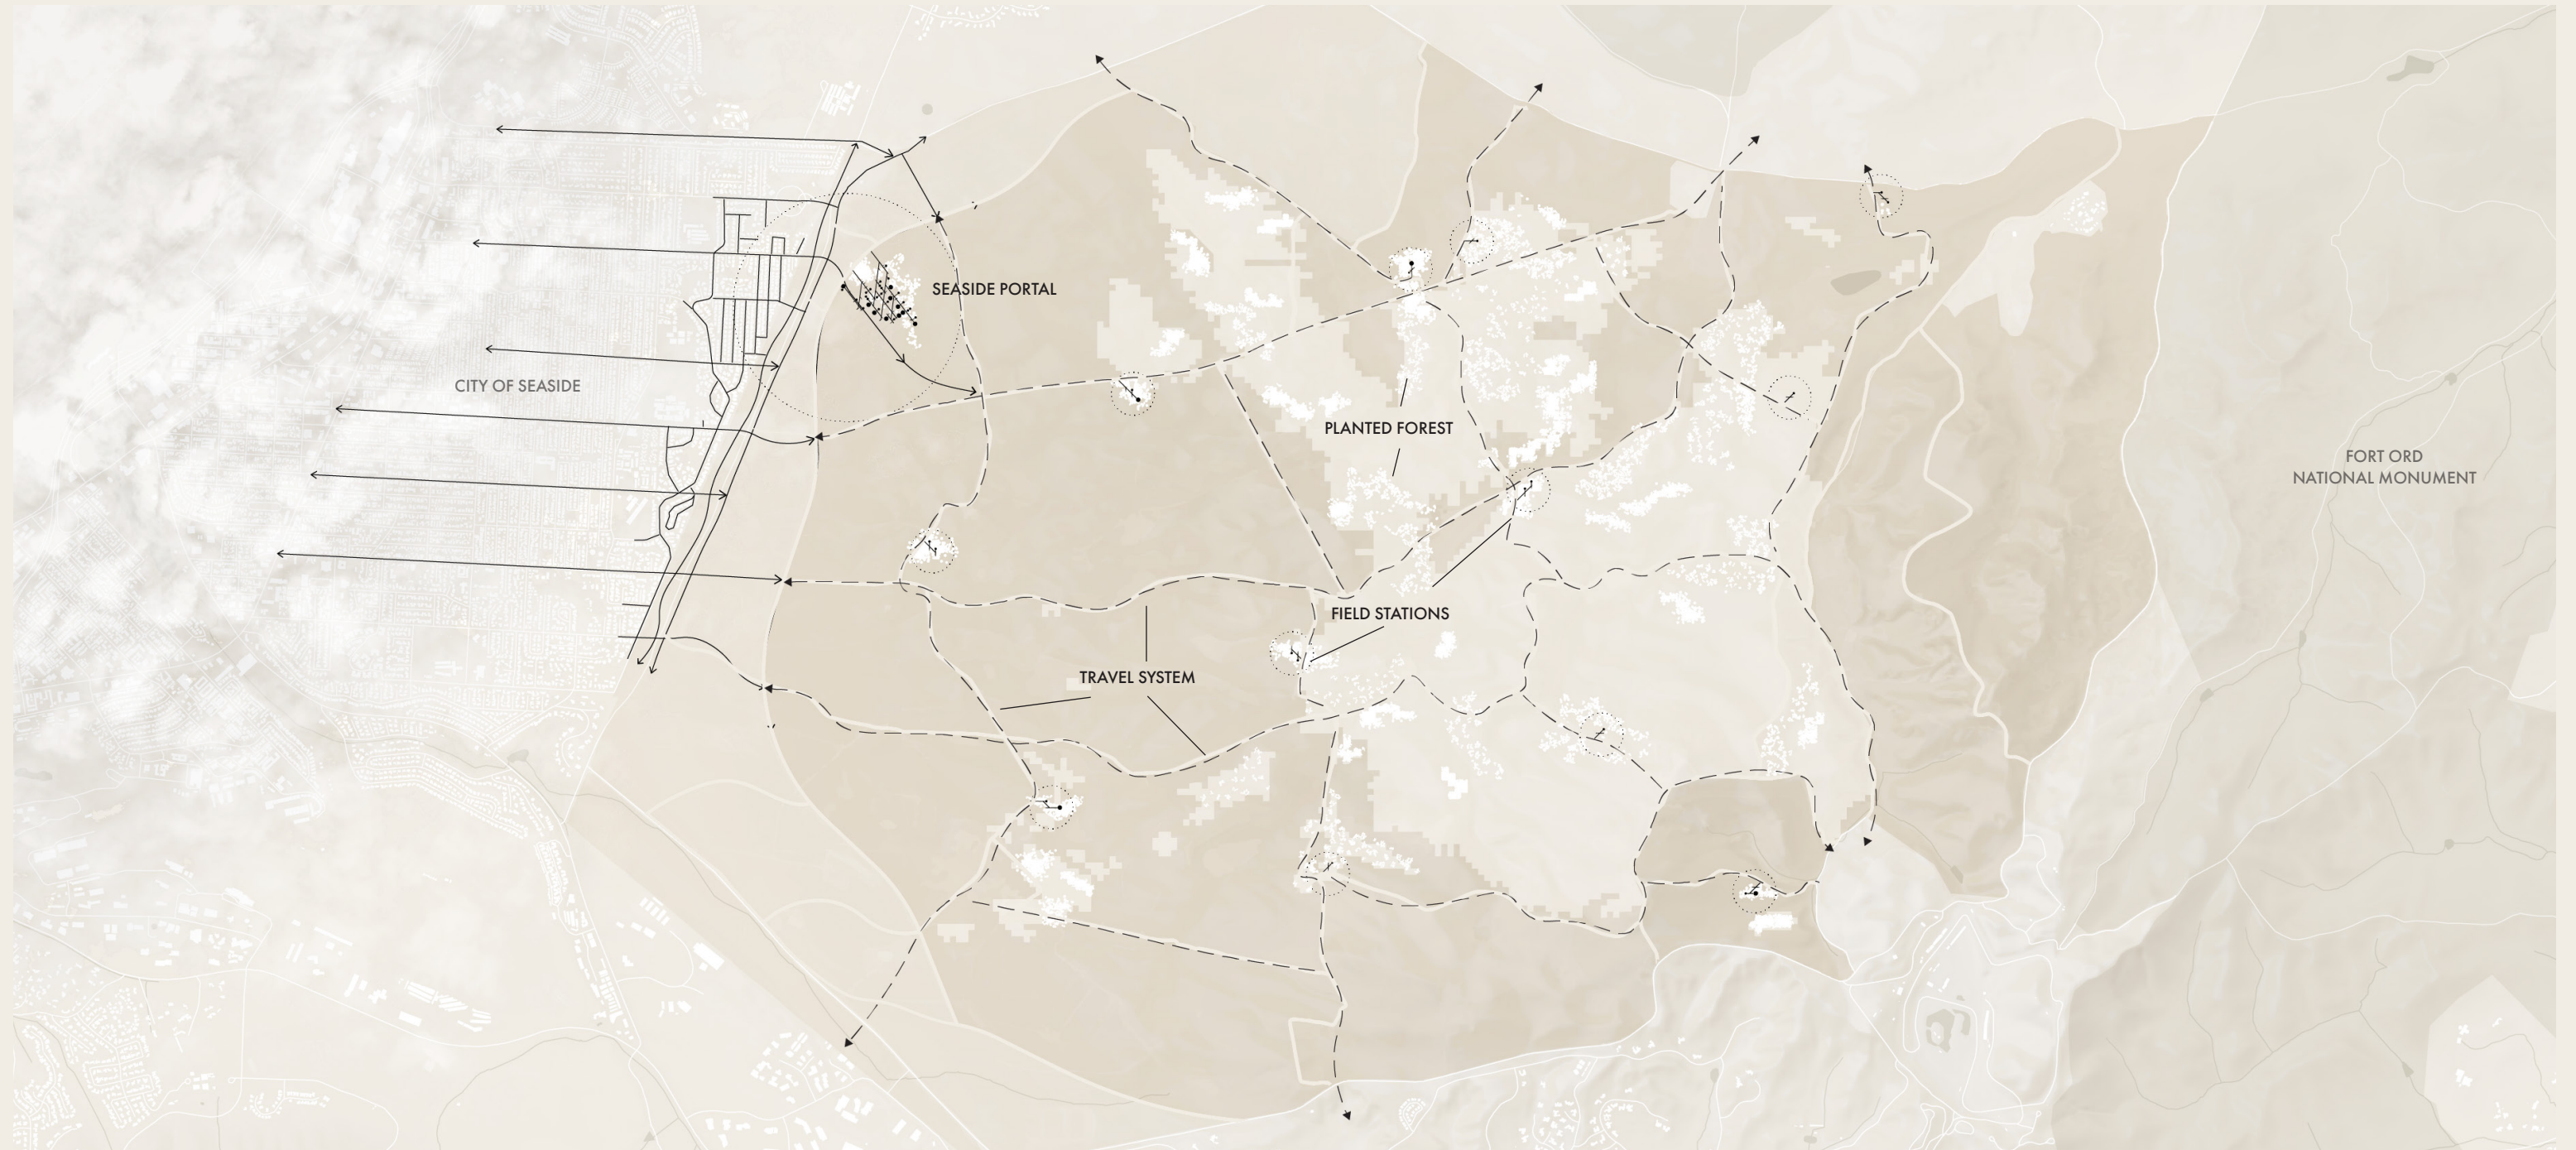 SEASIDE PORTAL
CITY OF SEASIDE
PLANTED FOREST
FORT ORD
NATIONAL MONUMENT
FIELD STATIONS
TRAVEL SYSTEM